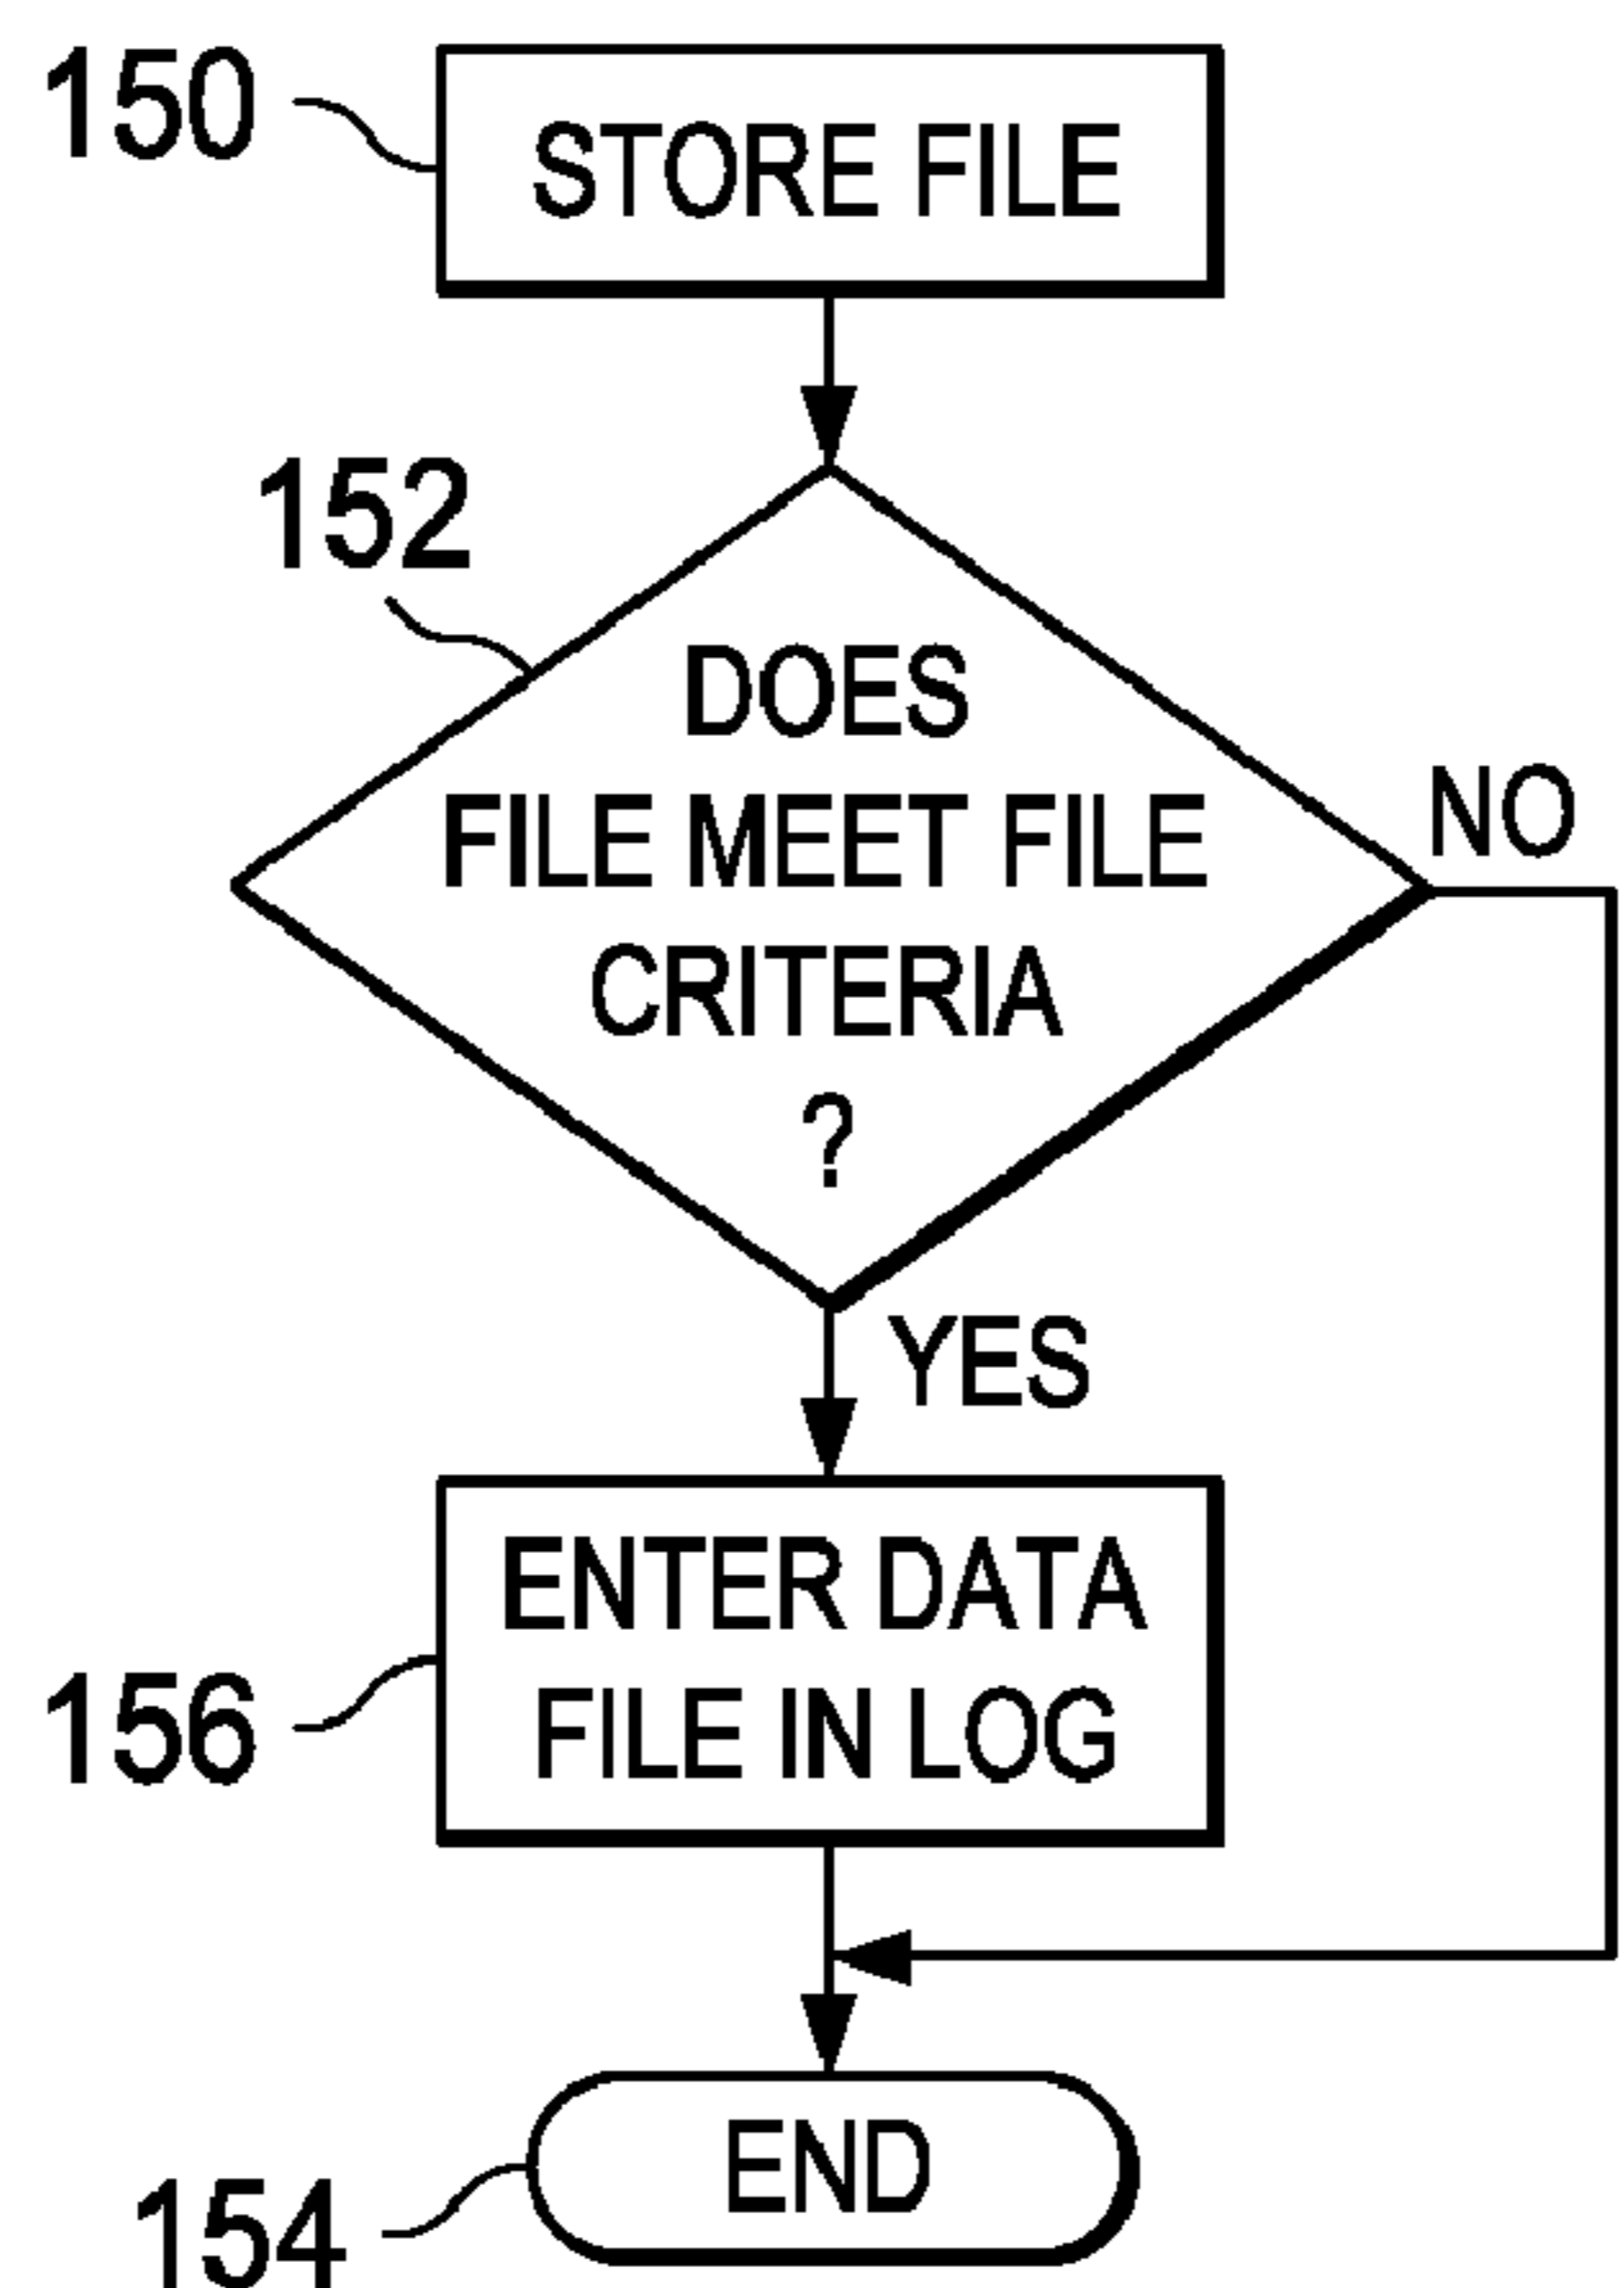 150
STORE FILE
152
DOES
FILE MEET FILE
CRITERIA
?
NO
YES
ENTER DATA
FILE IN LOG
156
END
154